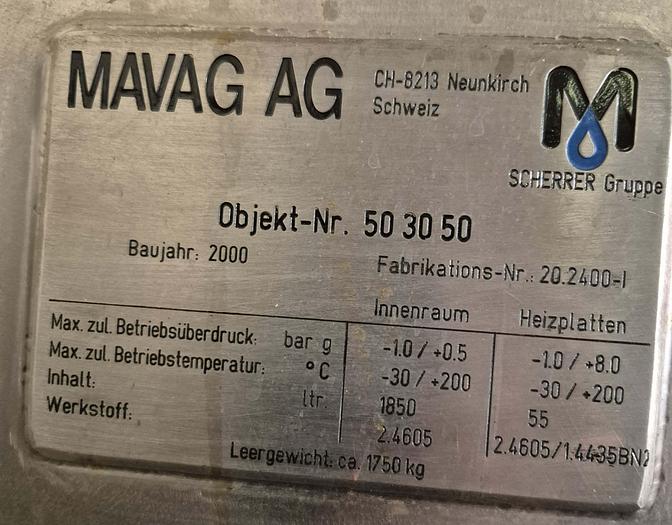 MAVAG AG
CH-8213 Neunkirch
Schweiz
M
SCHERRER Gruppe
Objekt-Nr. 50 30 50
Baujahr: 2000
Fabrikations-Nr.: 20.2400-I
Innenraum Heizplatten
Max. zul. Betriebsüberdruck: bar g -1.0 / +0.5 -1.0 / +8.0
Max. zul. Betriebstemperatur: °C -30 / +200 -30 / +200
Inhalt: ltr. 1850 55
Werkstoff: 2.4605 2.4605/1.4435BN2
Leergewicht: ca. 1750 kg